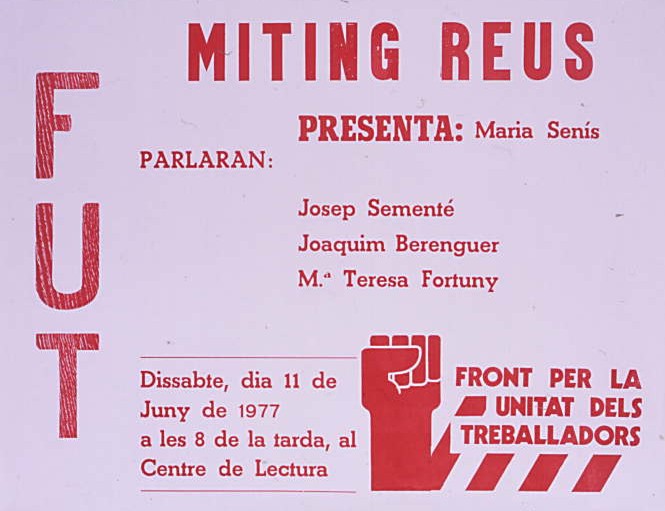 MITING REUS
FUT
PRESENTA: Maria Senís
PARLARAN:
Josep Sementé
Joaquim Berenguer
M.ª Teresa Fortuny
Dissabte, dia 11 de
Juny de 1977
a les 8 de la tarda, al
Centre de Lectura
FRONT PER LA
UNITAT DELS
TREBALLADORS